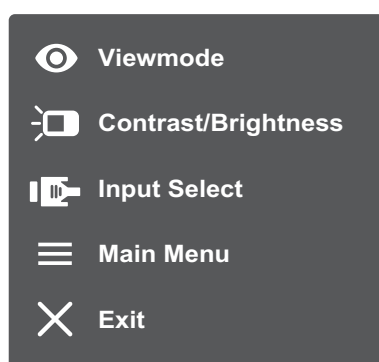 Viewmode
Contrast/Brightness
Input Select
Main Menu
Exit